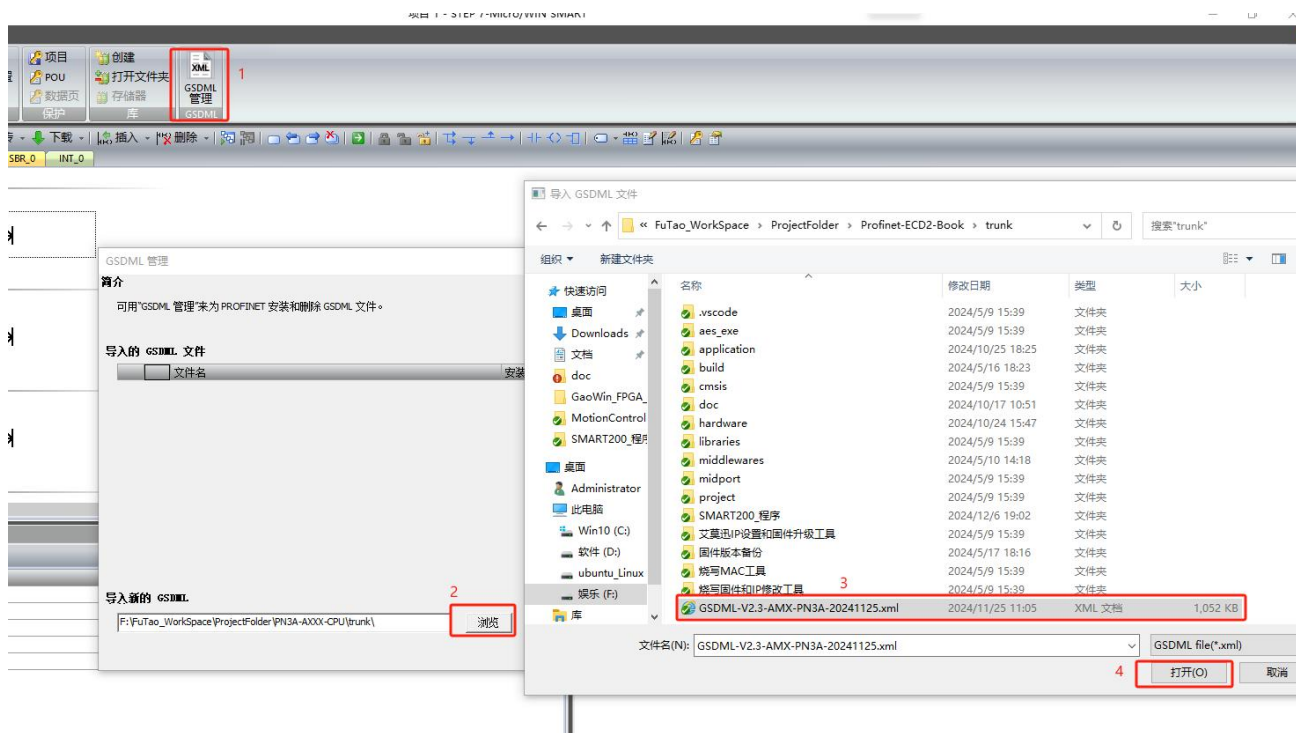 项目 1 - STEP 7-Micro/WIN SMART
项目 创建 XML
POU 打开文件夹 GSDML 1
数据页 存储器 管理
保护 库 GSDML
下载 插入 删除
SBR_0 INT_0
导入 GSDML 文件
« FuTao_WorkSpace > ProjectFolder > Profinet-ECD2-Book > trunk 搜索"trunk"
组织 新建文件夹
名称 修改日期 类型 大小
快速访问
桌面
Downloads
文档
doc
GaoWin_FPGA_
MotionControl
SMART200_程序
桌面
Administrator
此电脑
Win10 (C:)
软件 (D:)
ubuntu_Linux
娱乐 (F:)
库
.vscode 2024/5/9 15:39 文件夹
aes_exe 2024/5/9 15:39 文件夹
application 2024/10/25 18:25 文件夹
build 2024/5/16 18:23 文件夹
cmsis 2024/5/9 15:39 文件夹
doc 2024/10/17 10:51 文件夹
hardware 2024/10/24 15:47 文件夹
libraries 2024/5/9 15:39 文件夹
middlewares 2024/5/10 14:18 文件夹
midport 2024/5/9 15:39 文件夹
project 2024/5/9 15:39 文件夹
SMART200_程序 2024/12/6 19:02 文件夹
艾莫迅IP设置和固件升级工具 2024/5/9 15:39 文件夹
固件版本备份 2024/5/17 18:16 文件夹
烧写MAC工具 2024/5/9 15:39 文件夹
烧写固件和IP修改工具 2024/5/9 15:39 文件夹
3
GSDML-V2.3-AMX-PN3A-20241125.xml 2024/11/25 11:05 XML 文档 1,052 KB
文件名(N): GSDML-V2.3-AMX-PN3A-20241125.xml GSDML file(*.xml)
4 打开(O) 取消
GSDML 管理
简介
可用"GSDML 管理"来为 PROFINET 安装和删除 GSDML 文件。
导入的 GSDML 文件
文件名 安装
导入新的 GSDML
2
F:\FuTao_WorkSpace\ProjectFolder\PN3A-AXXX-CPU\trunk\ 浏览